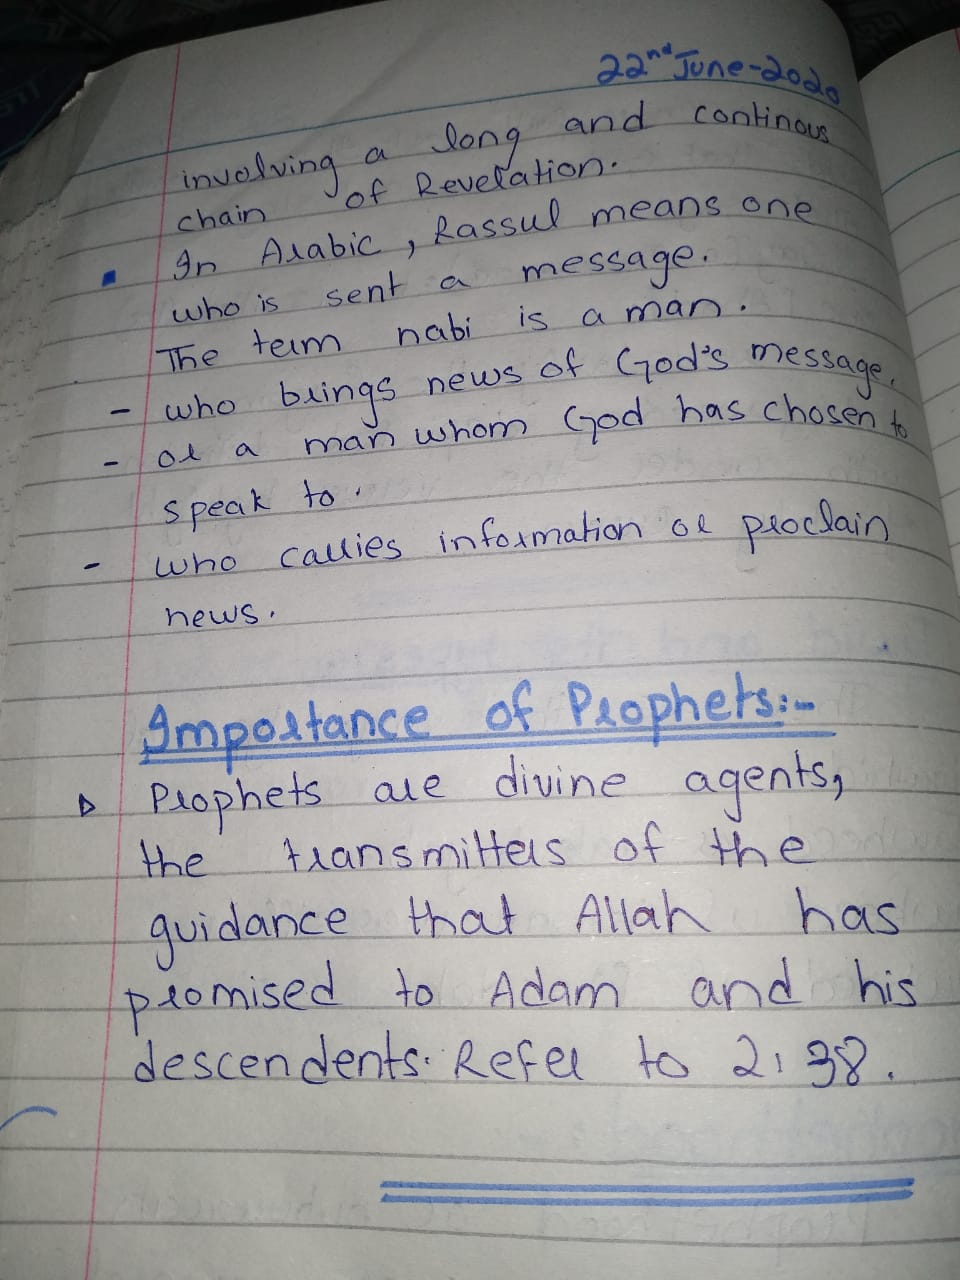 22nd June-2020
involving a long and continous
chain of Revelation.
In Arabic, Rassul means one
who is sent a message.
The term nabi is a man.
- who brings news of God's message.
- or a man whom God has chosen to
speak to.
- who carries information or proclain
news.
Importance of Prophets:-
Prophets are divine agents,
the transmitters of the
guidance that Allah has
promised to Adam and his
descendents. Refer to 2:38.